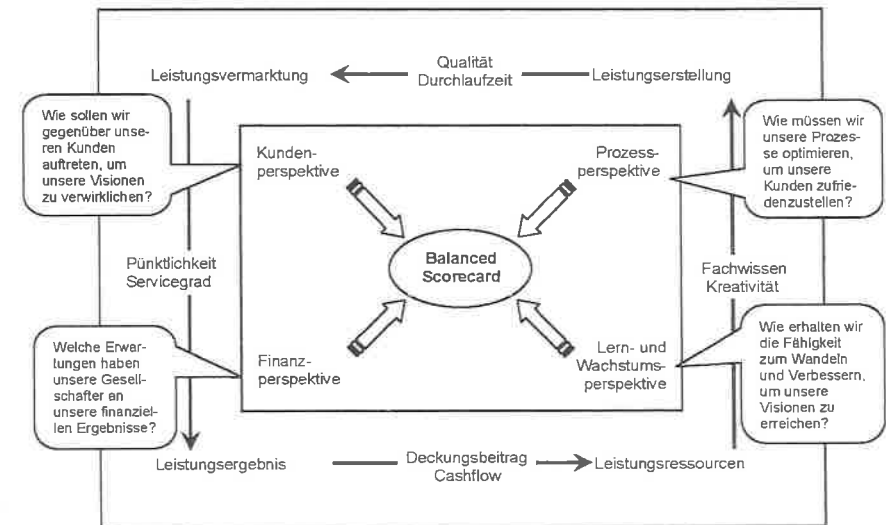 Qualität
Durchlaufzeit
Leistungsvermarktung
Leistungserstellung
Wie sollen wir
gegenüber unse-
ren Kunden
auftreten, um
unsere Visionen
zu verwirklichen?
Kunden-
perspektive
Prozess-
perspektive
Wie müssen wir
unsere Prozes-
se optimieren,
um unsere
Kunden zufrie-
denzustellen?
Pünktlichkeit
Servicegrad
Balanced
Scorecard
Fachwissen
Kreativität
Welche Erwar-
tungen haben
unsere Gesell-
schafter an
unsere finanziel-
len Ergebnisse?
Finanz-
perspektive
Lern- und
Wachstums-
perspektive
Wie erhalten wir
die Fähigkeit
zum Wandeln
und Verbessern,
um unsere
Visionen zu
erreichen?
Leistungsergebnis
Deckungsbeitrag
Cashflow
Leistungsressourcen